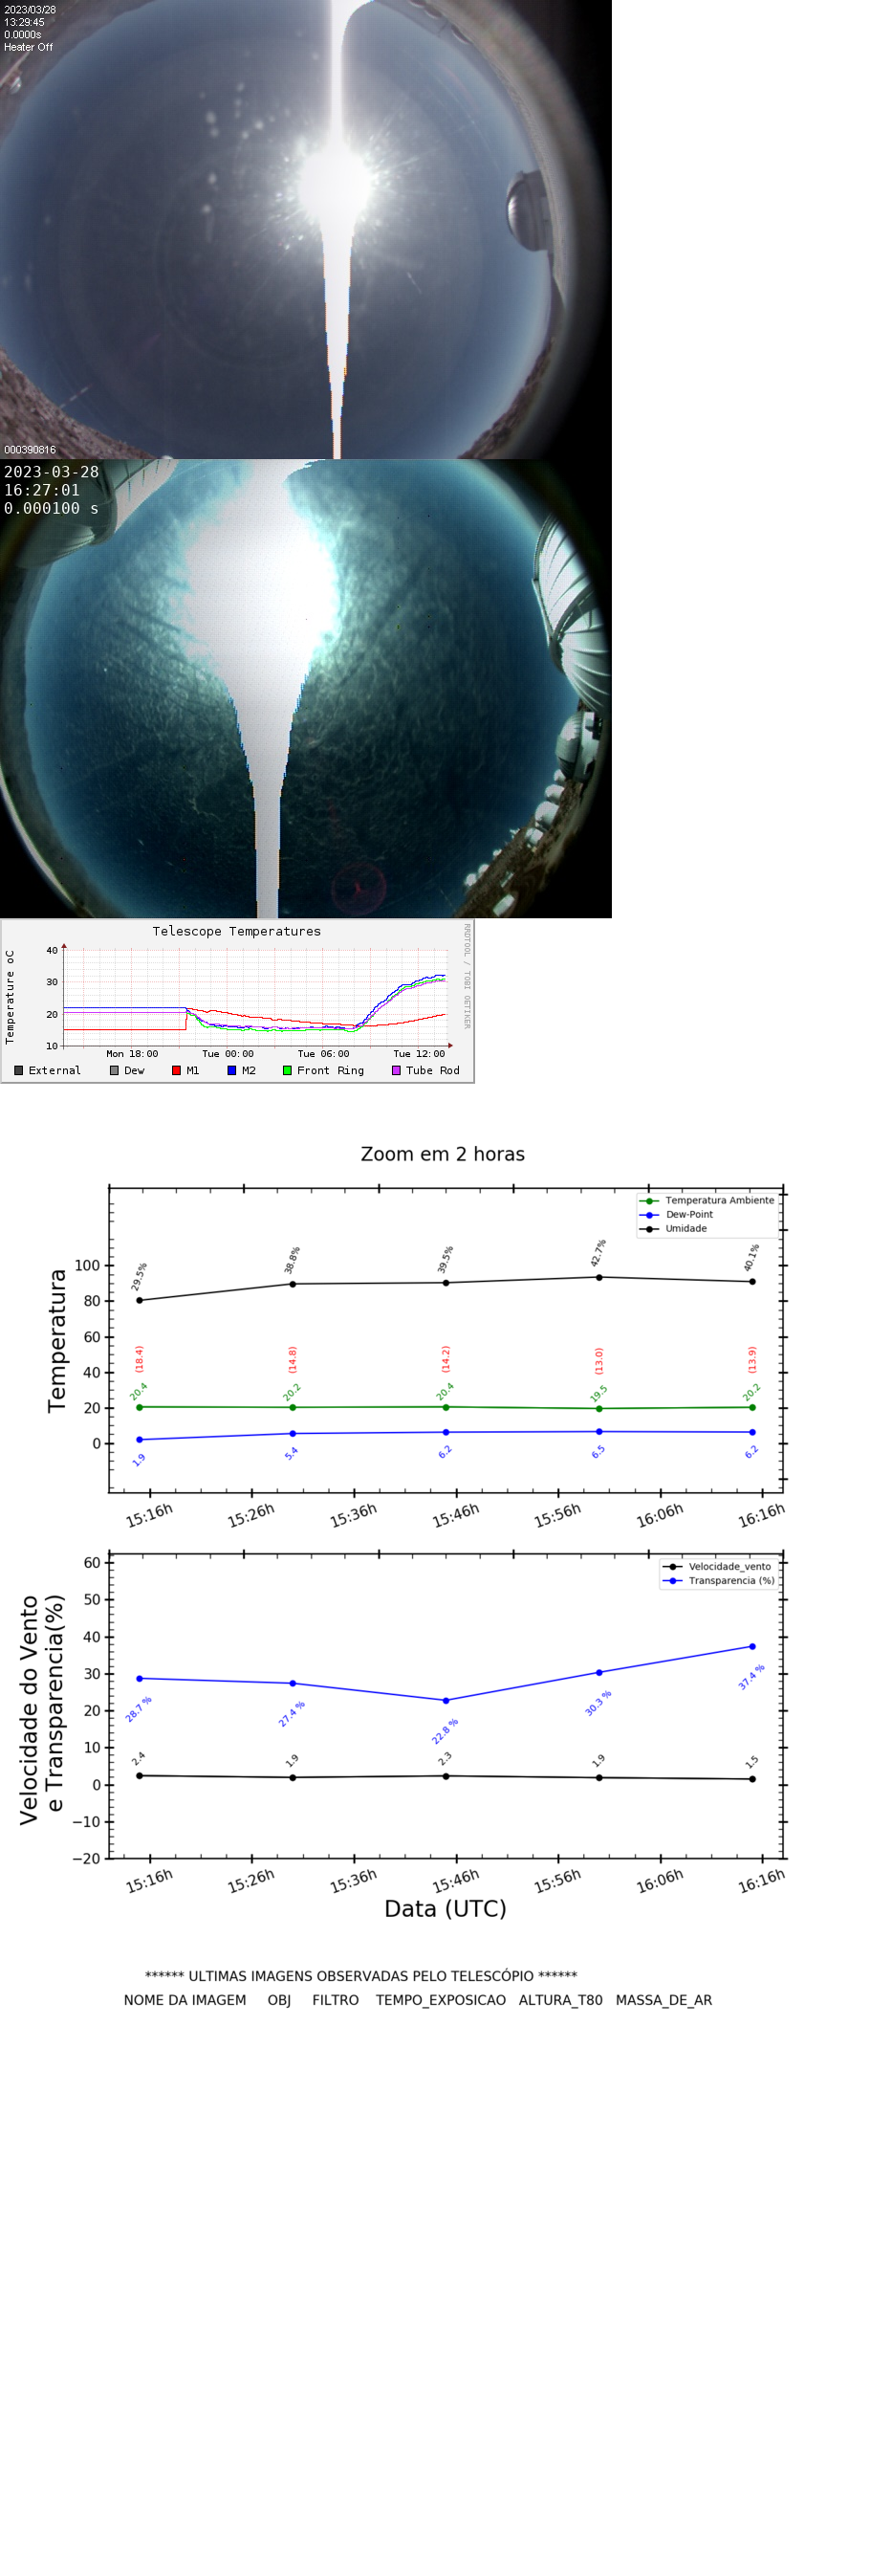 2023/03/28
13:29:45
0.0000s
Heater Off
000390816
2023-03-28
16:27:01
0.000100 s
Telescope Temperatures
Temperature oC
40
30
20
10
Mon 18:00 Tue 00:00 Tue 06:00 Tue 12:00
External Dew M1 M2 Front Ring Tube Rod
RRDTOOL / TOBI OETIKER
Zoom em 2 horas
Temperatura
Temperatura Ambiente
Dew-Point
Umidade
100
80
60
40
20
0
29.5% 38.8% 39.5% 42.7% 40.1%
(18.4) (14.8) (14.2) (13.0) (13.9)
20.4 20.2 20.4 19.5 20.2
1.9 5.4 6.2 6.5 6.2
15:16h 15:26h 15:36h 15:46h 15:56h 16:06h 16:16h
Velocidade do Vento
e Transparencia(%)
Velocidade_vento
Transparencia (%)
60
50
40
30
20
10
0
−10
−20
28.7 % 27.4 % 22.8 % 30.3 % 37.4 %
2.4 1.9 2.3 1.9 1.5
15:16h 15:26h 15:36h 15:46h 15:56h 16:06h 16:16h
Data (UTC)
****** ULTIMAS IMAGENS OBSERVADAS PELO TELESCÓPIO ******
NOME DA IMAGEM OBJ FILTRO TEMPO_EXPOSICAO ALTURA_T80 MASSA_DE_AR